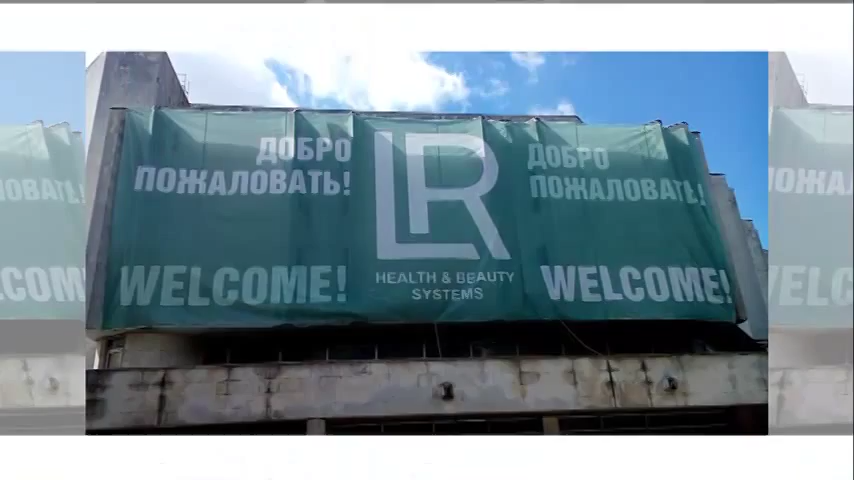 ДОБРО
ПОЖАЛОВАТЬ!
WELCOME!
LR
HEALTH & BEAUTY
SYSTEMS
ДОБРО
ПОЖАЛОВАТЬ!
WELCOME!